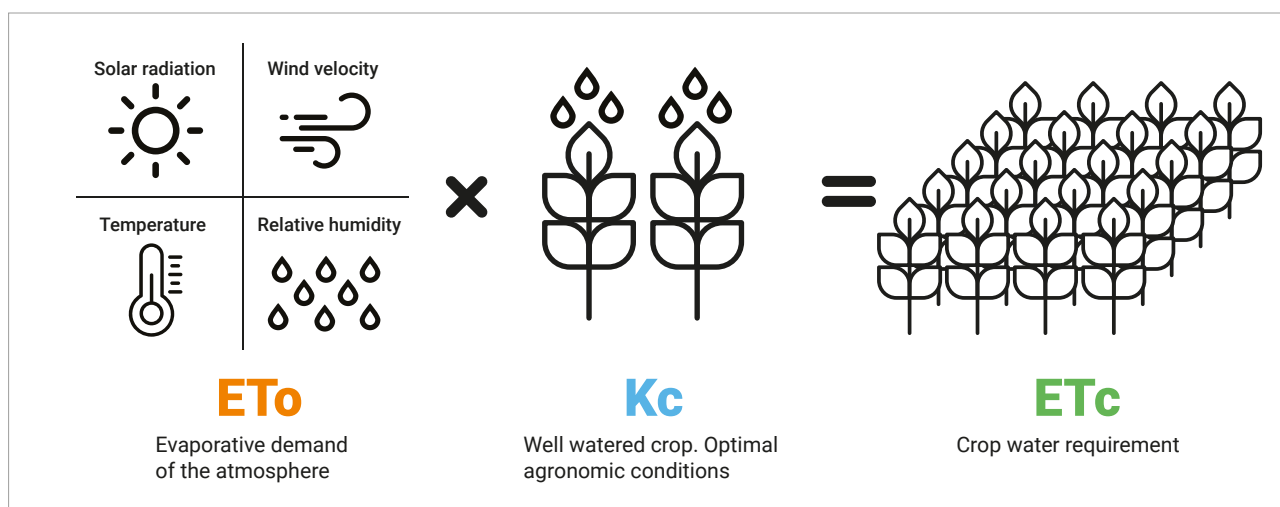 Solar radiation
Wind velocity
Temperature
Relative humidity
ETo
Evaporative demand
of the atmosphere
Kc
Well watered crop. Optimal
agronomic conditions
ETc
Crop water requirement